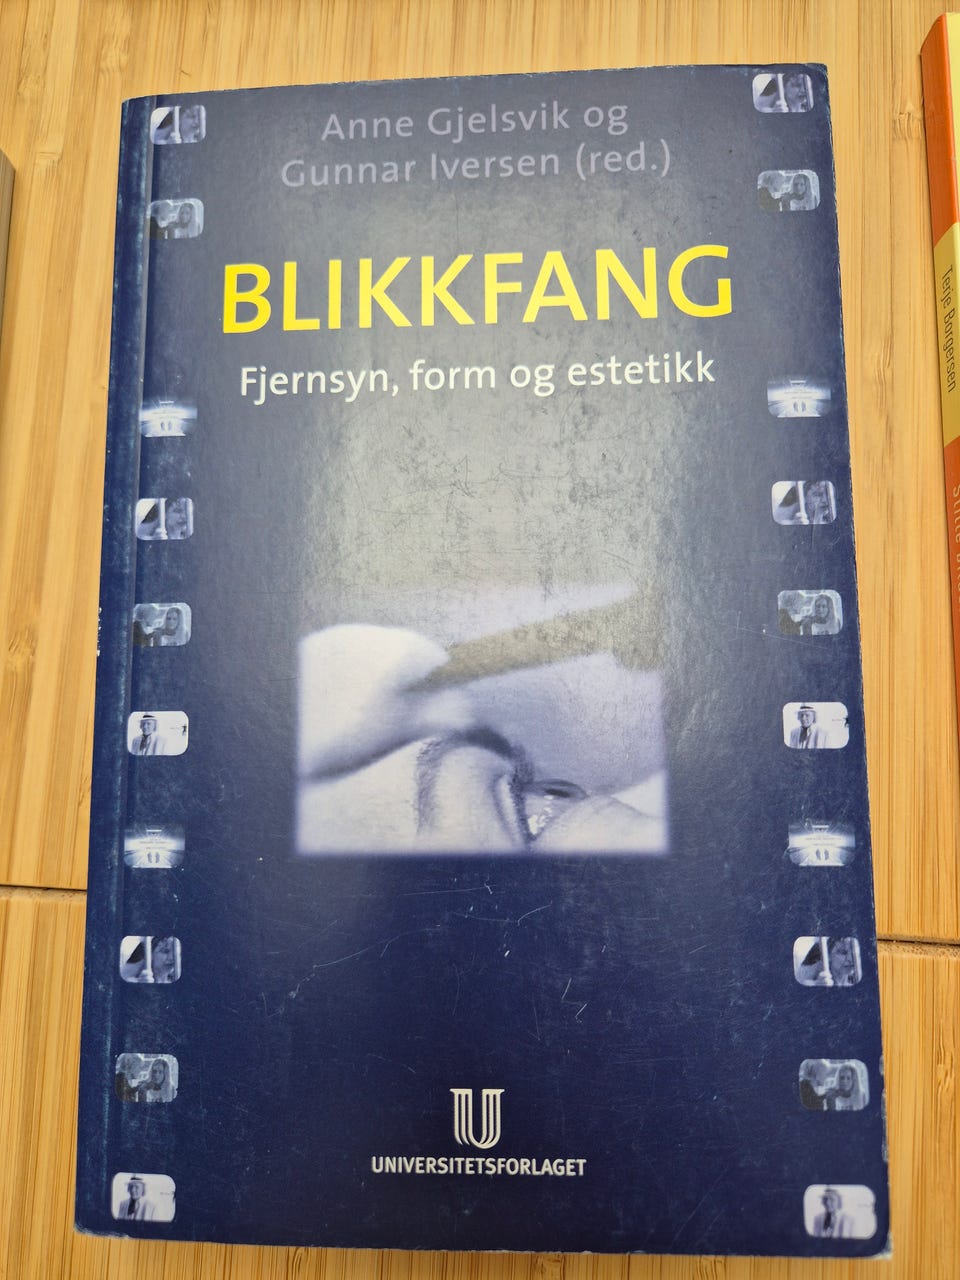 Anne Gjelsvik og
Gunnar Iversen (red.)
BLIKKFANG
Fjernsyn, form og estetikk
UNIVERSITETSFORLAGET
Terje Borgersen